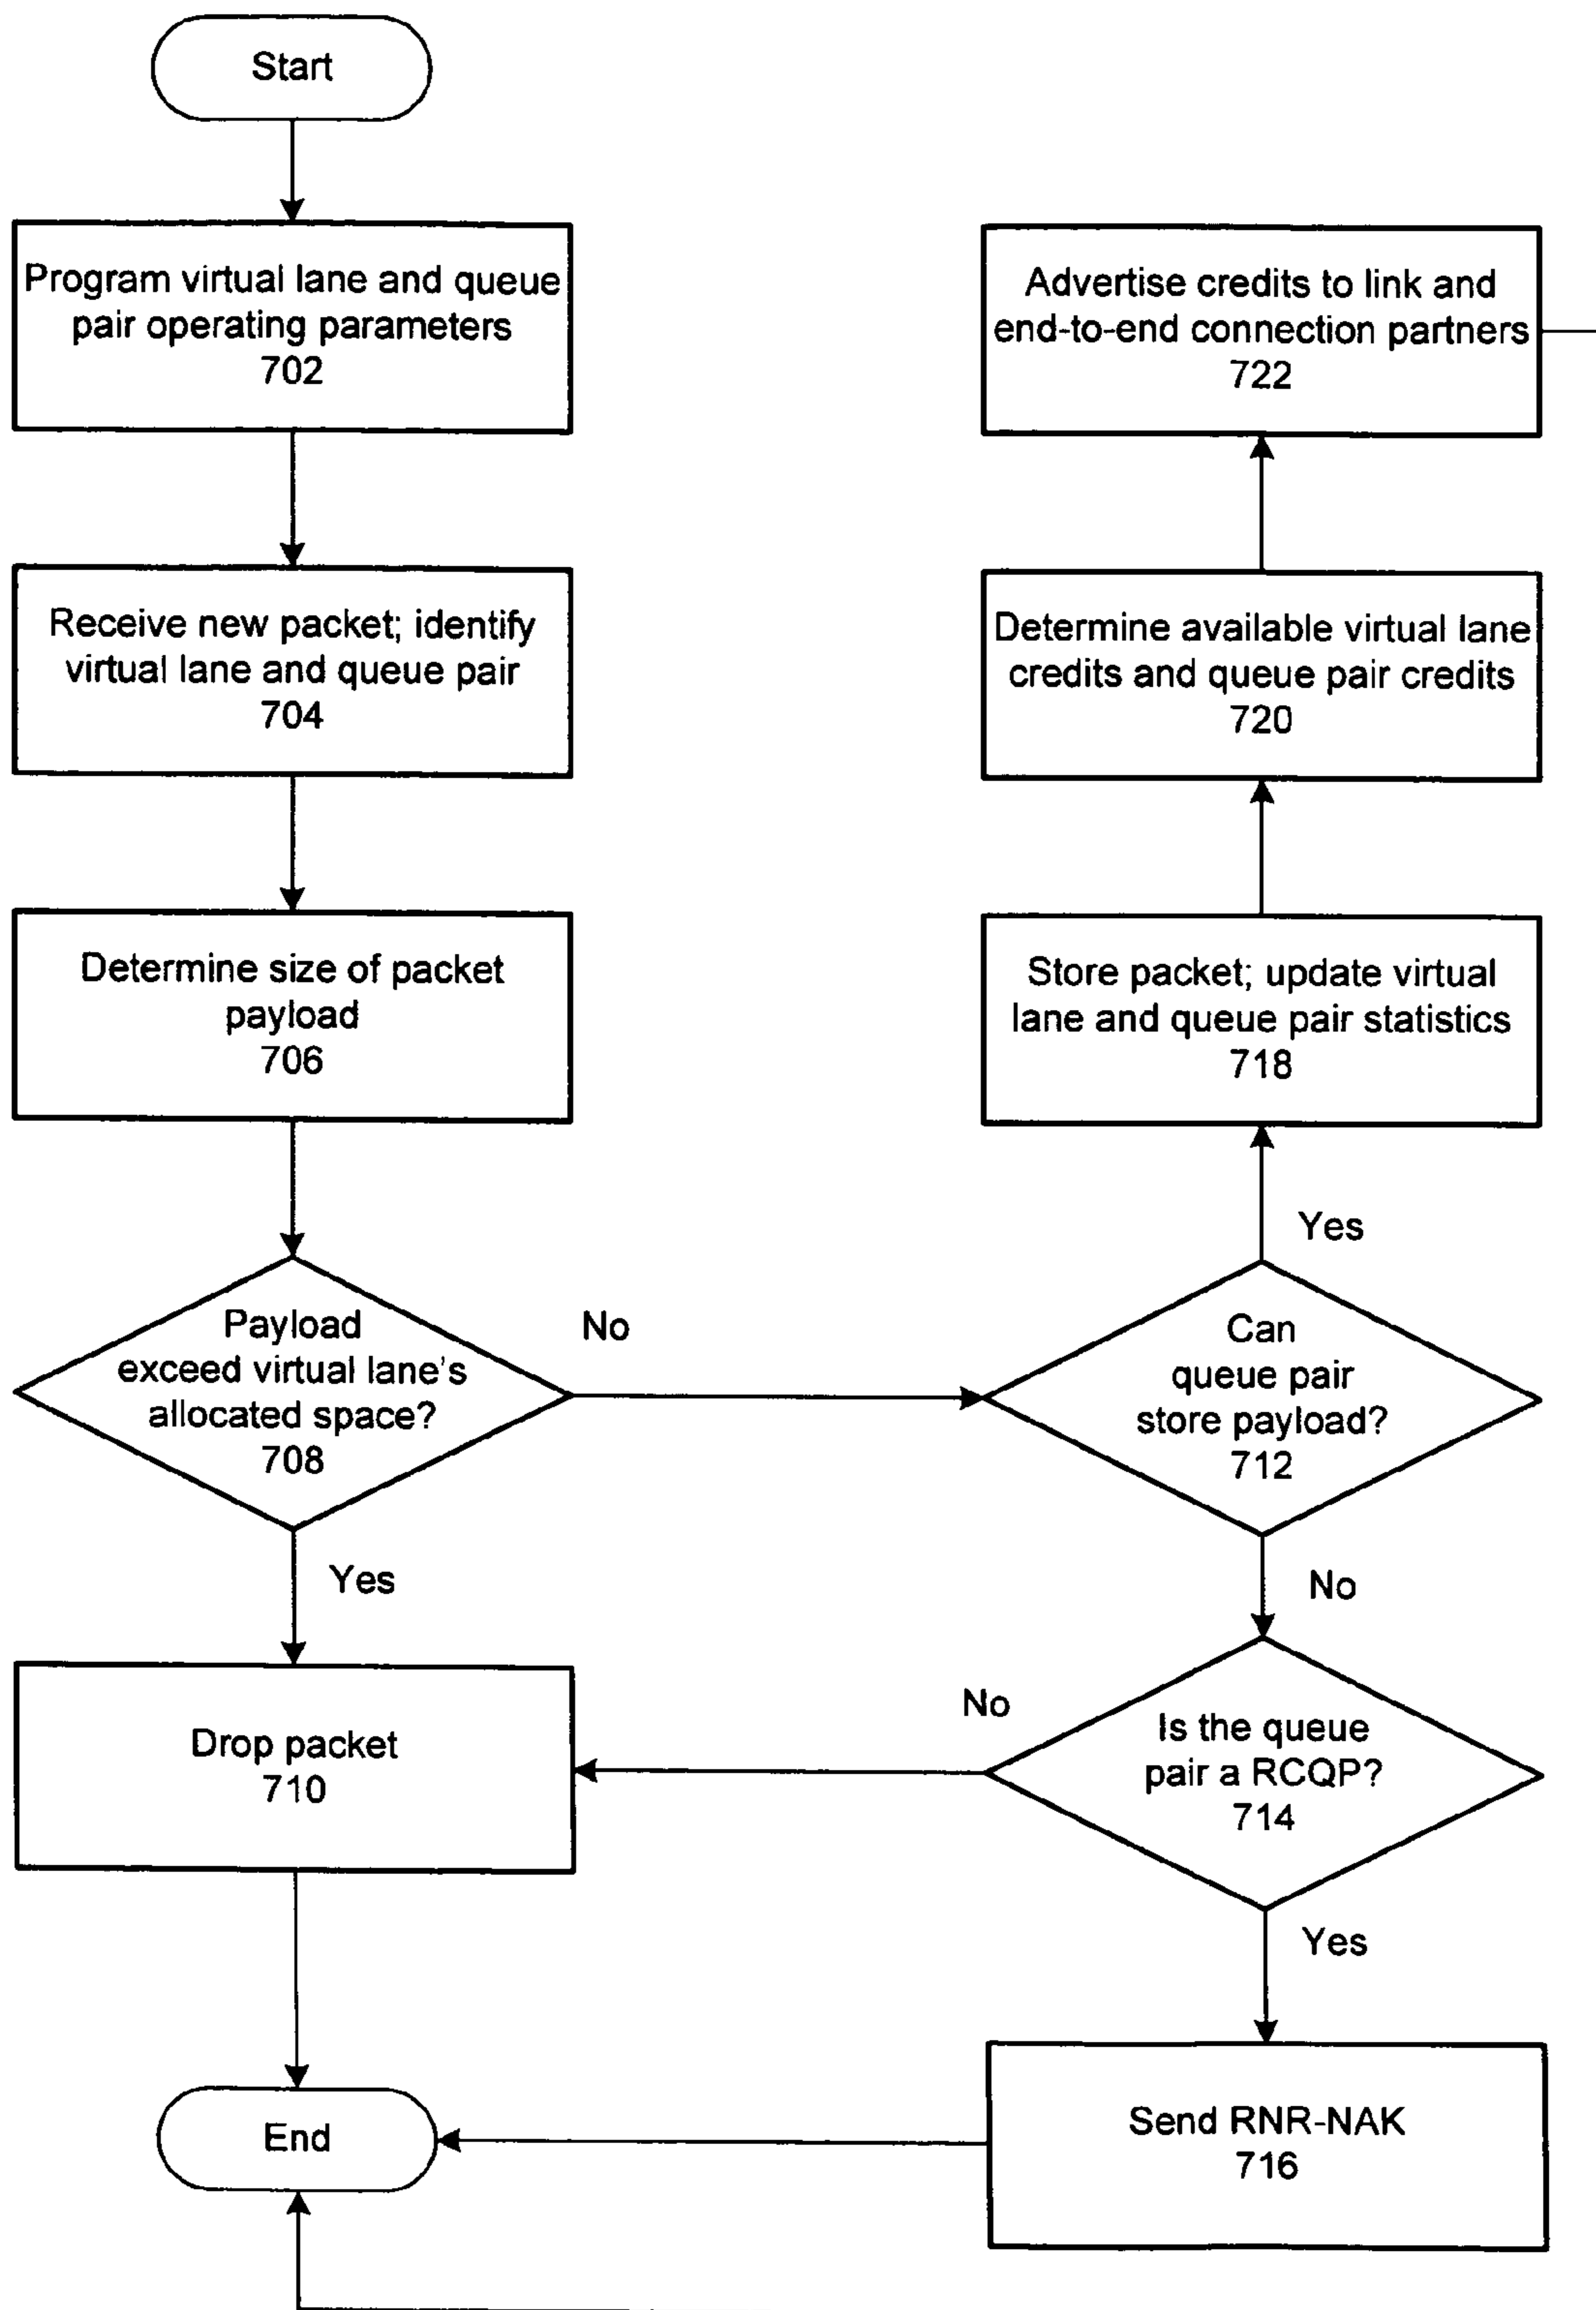 Start
Program virtual lane and queue
pair operating parameters
702
Receive new packet; identify
virtual lane and queue pair
704
Determine size of packet
payload
706
Payload
exceed virtual lane's
allocated space?
708
No
Yes
Drop packet
710
End
Advertise credits to link and
end-to-end connection partners
722
Determine available virtual lane
credits and queue pair credits
720
Store packet; update virtual
lane and queue pair statistics
718
Yes
Can
queue pair
store payload?
712
No
No
Is the queue
pair a RCQP?
714
Yes
Send RNR-NAK
716